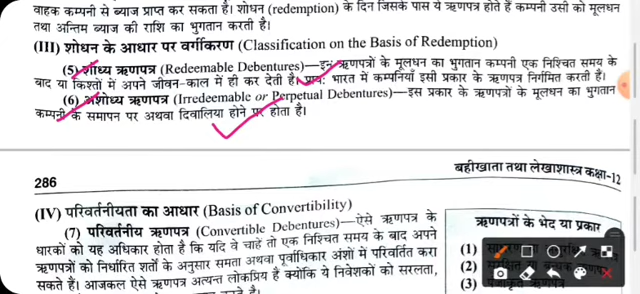 वाहक कम्पनी से ब्याज प्राप्त कर सकता है। शोधन (redemption) के दिन जिसके पास ये ऋणपत्र होते हैं कम्पनी उसी को मूलधन
तथा अन्तिम ब्याज की राशि का भुगतान करती है।
(III) शोधन के आधार पर वर्गीकरण (Classification on the Basis of Redemption)
(5) शोध्य ऋणपत्र (Redeemable Debentures)—इन ऋणपत्रों के मूलधन का भुगतान कम्पनी एक निश्चित समय के
बाद या किश्तों में अपने जीवन-काल में ही कर देती है। प्रायः भारत में कम्पनियाँ इसी प्रकार के ऋणपत्र निर्गमित करती हैं।
(6) अशोध्य ऋणपत्र (Irredeemable or Perpetual Debentures)—इस प्रकार के ऋणपत्रों के मूलधन का भुगतान
कम्पनी के समापन पर अथवा दिवालिया होने पर होता है।
286
बहीखाता तथा लेखाशास्त्र कक्षा-12
(IV) परिवर्तनीयता का आधार (Basis of Convertibility)
(7) परिवर्तनीय ऋणपत्र (Convertible Debentures)—ऐसे ऋणपत्र के
धारकों को यह अधिकार होता है कि यदि वे चाहे तो एक निश्चित समय के बाद अपने
ऋणपत्रों को निर्धारित शर्तों के अनुसार समता अथवा पूर्वाधिकार अंशों में परिवर्तित करा
सकते हैं। आजकल ऐसे ऋणपत्र अत्यन्त लोकप्रिय हैं क्योंकि ये निवेशकों को सरलता,
ऋणपत्रों के भेद या प्रकार
(1)
(2)
(3)